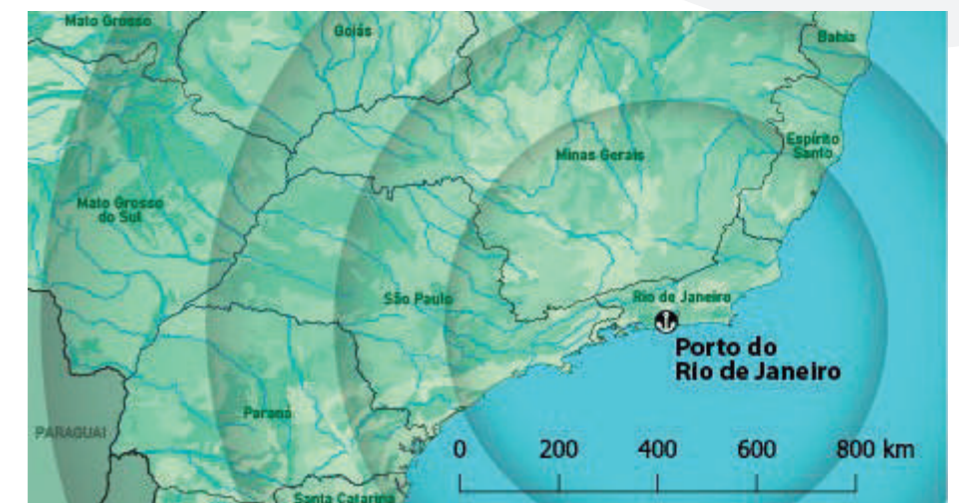 Mato Grosso
Goiás
Bahia
Minas Gerais
Espírito
Santo
Mato Grosso
do Sul
São Paulo
Rio de Janeiro
Porto do
Rio de Janeiro
Paraná
PARAGUAI
0 200 400 600 800 km
Santa Catarina